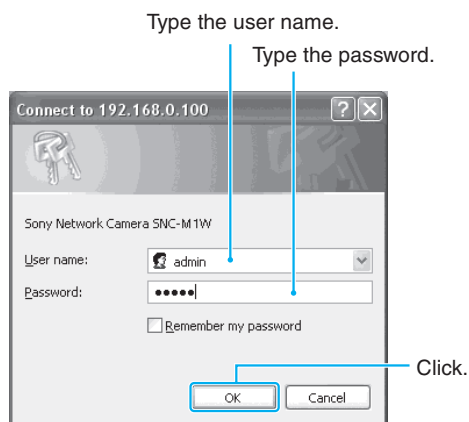 Type the user name.
Type the password.
Connect to 192.168.0.100
Sony Network Camera SNC-M1W
User name:
admin
Password:
•••••
Remember my password
Click.
OK
Cancel